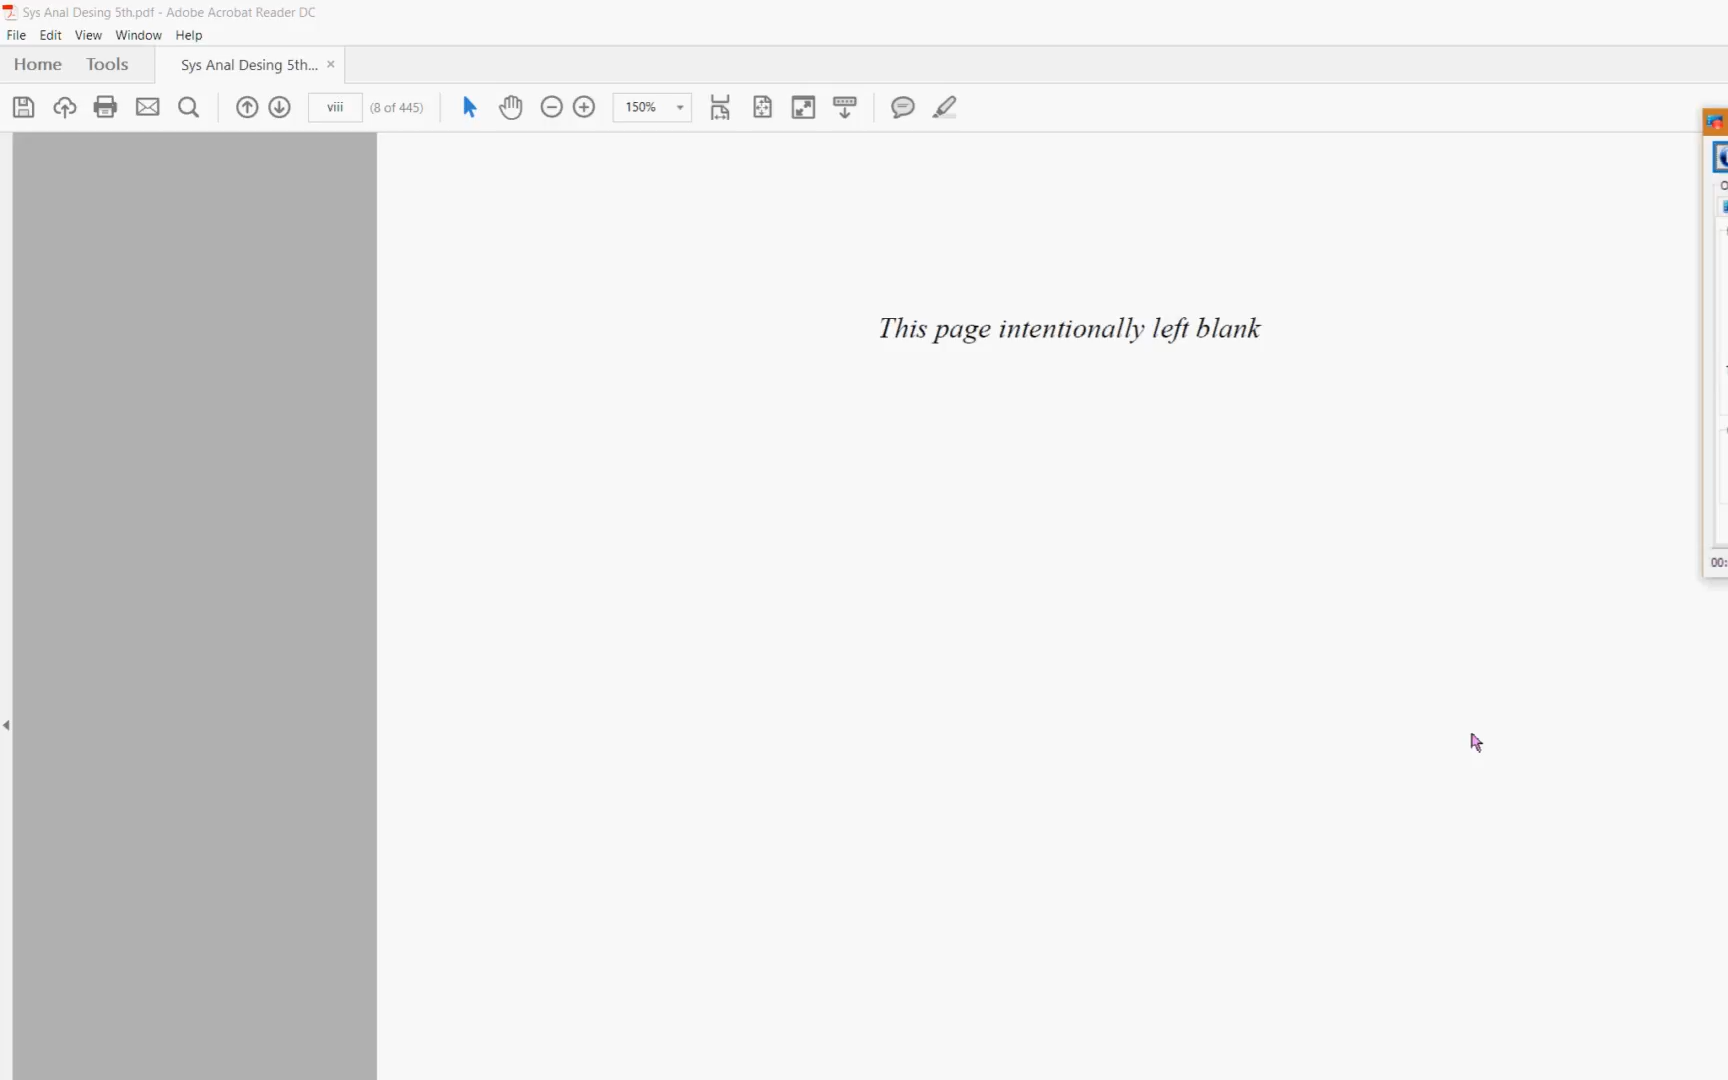 Sys Anal Desing 5th.pdf - Adobe Acrobat Reader DC
File Edit View Window Help
Home Tools Sys Anal Desing 5th... ×
viii (8 of 445) 150%
This page intentionally left blank
00: